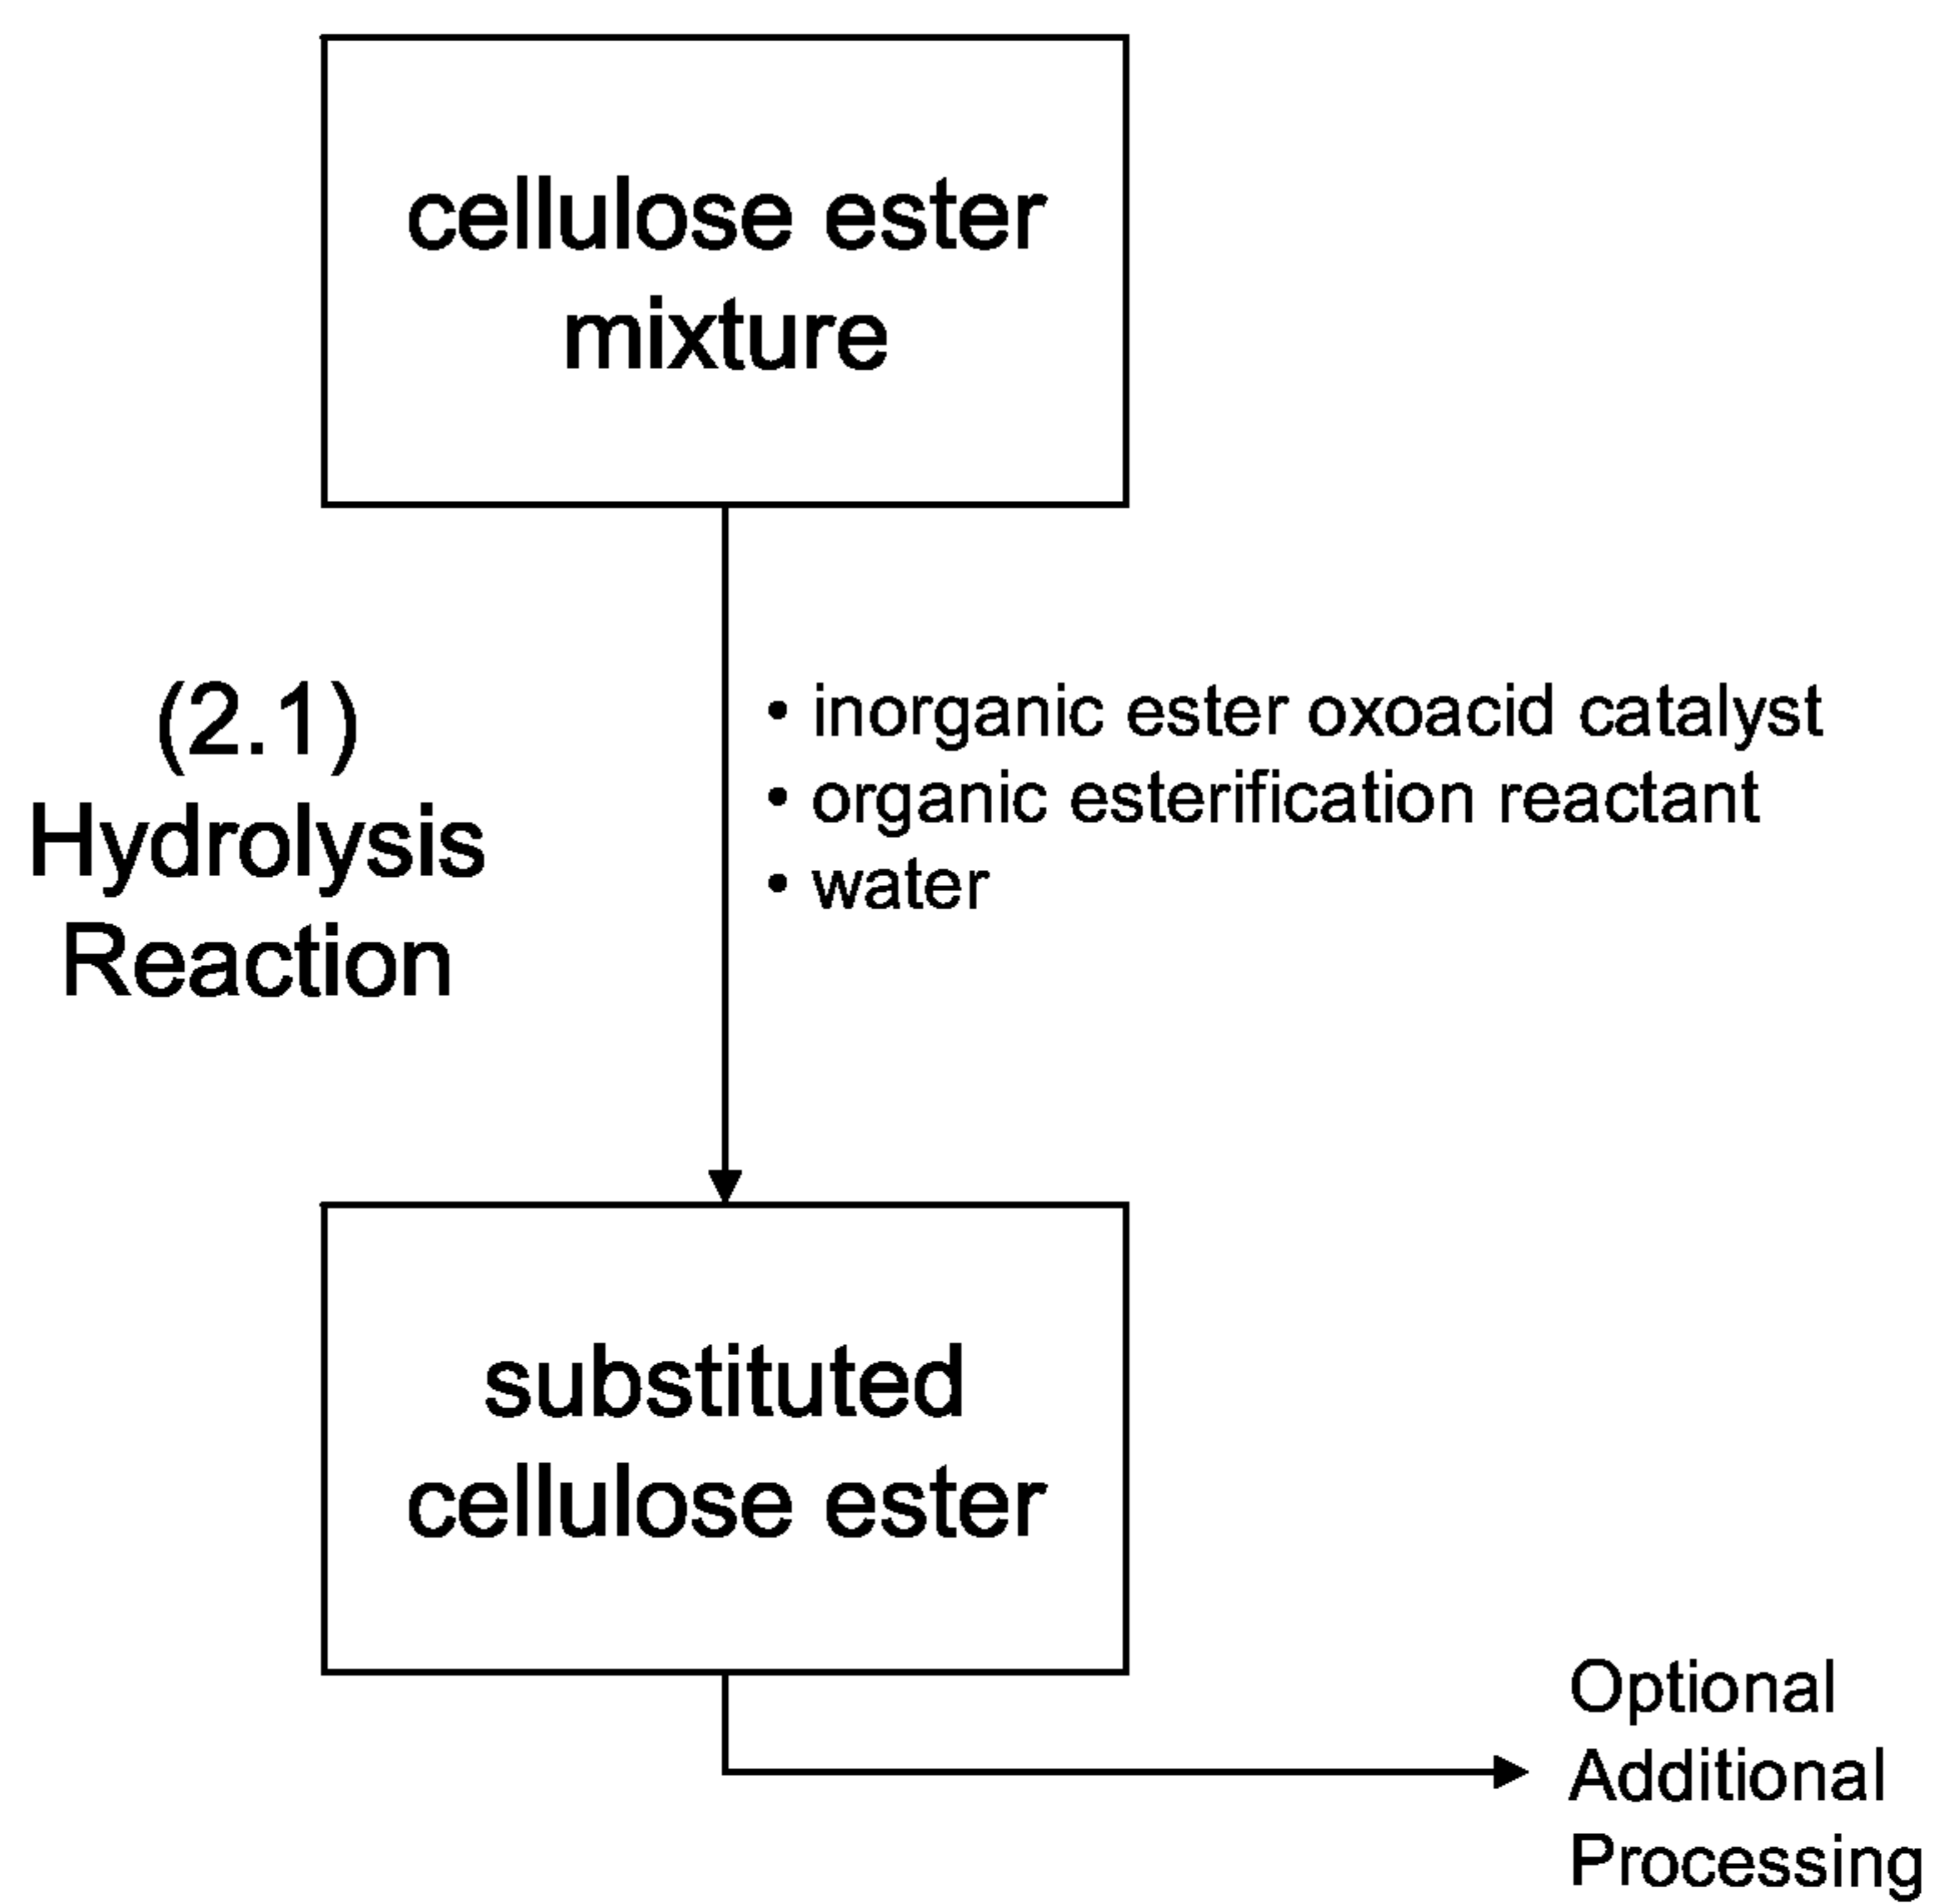 cellulose ester
mixture
(2.1)
Hydrolysis
Reaction
• inorganic ester oxoacid catalyst
• organic esterification reactant
• water
substituted
cellulose ester
Optional
Additional
Processing